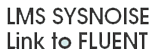 LMS SYSNOISE
Link to FLUENT